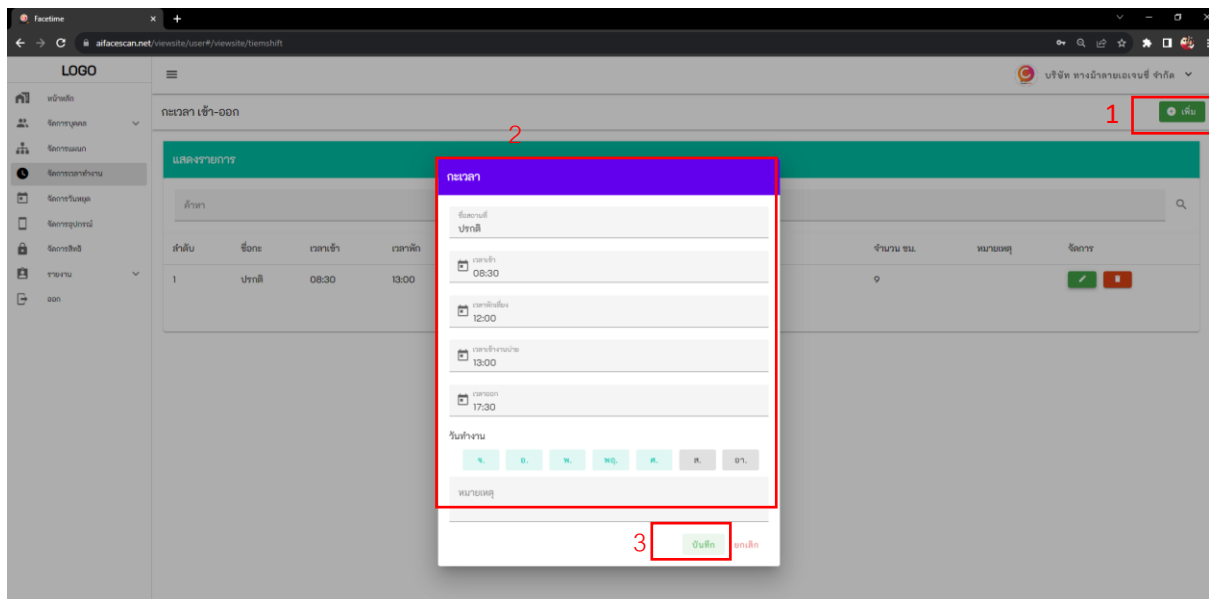 Facetime
aifacescan.net/viewsite/user#/viewsite/tiemshift
LOGO
บริษัท หางม้าลายเอเจนซี่ จำกัด
หน้าหลัก
จัดการบุคคล
จัดการแผนก
จัดการเวลาทำงาน
จัดการวันหยุด
จัดการอุปกรณ์
จัดการสิทธิ์
รายงาน
ออก
กะเวลา เข้า-ออก
1
เพิ่ม
แสดงรายการ
ค้นหา
ลำดับ ชื่อกะ เวลาเข้า เวลาพัก จำนวน ชม. หมายเหตุ จัดการ
1 ปรกติ 08:30 13:00 9
2
กะเวลา
ชื่อสถานที่
ปรกติ
เวลาเข้า
08:30
เวลาพักเที่ยง
12:00
เวลาเข้างานบ่าย
13:00
เวลาออก
17:30
วันทำงาน
จ. อ. พ. พฤ. ศ. ส. อา.
หมายเหตุ
3
บันทึก ยกเลิก